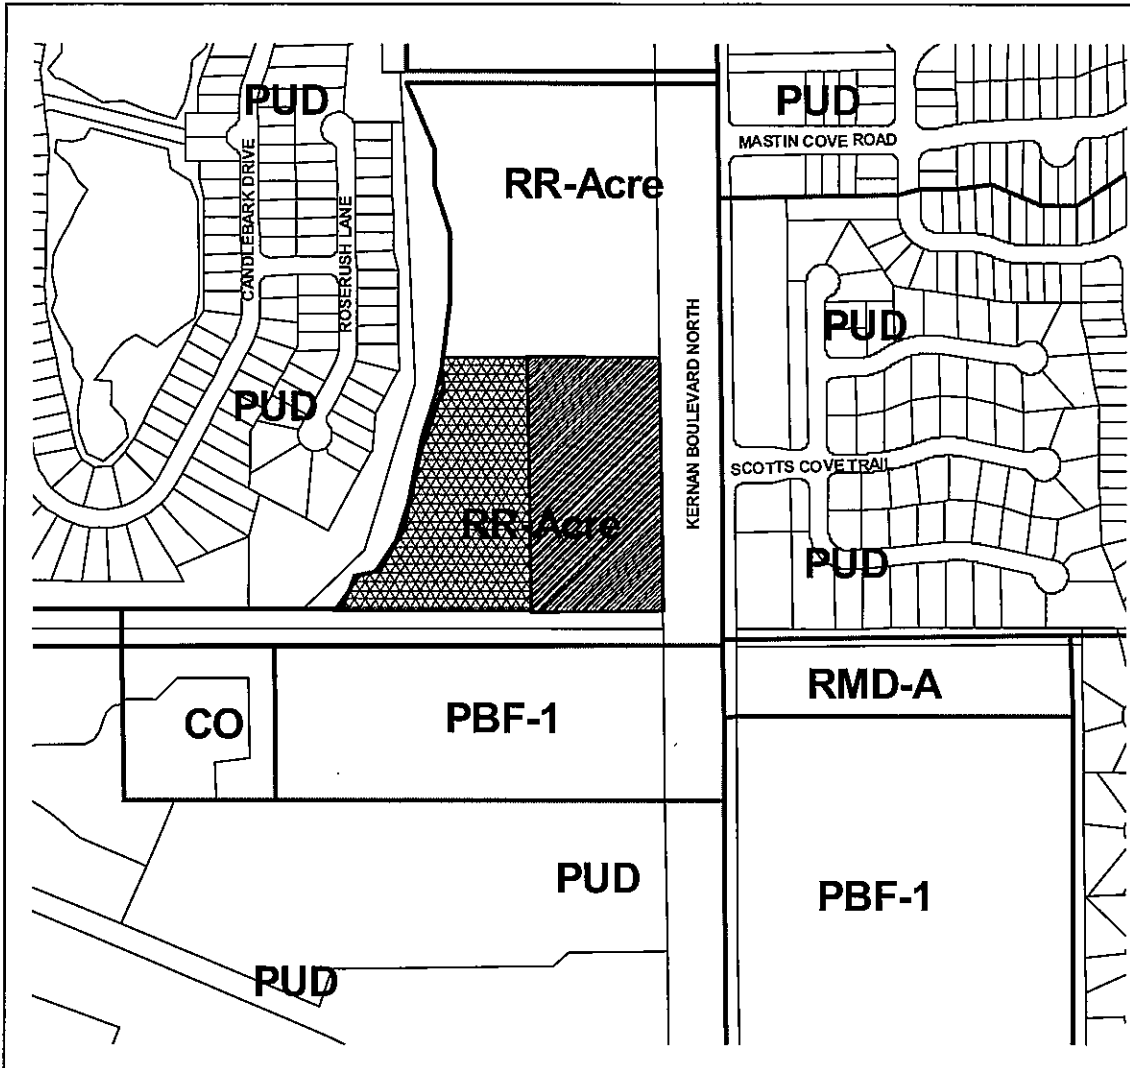 PUD
PUD
MASTIN COVE ROAD
RR-Acre
CANDLEBARK DRIVE
ROSERUSH LANE
PUD
KERNAN BOULEVARD NORTH
PUD
SCOTTS COVE TRAIL
RR-Acre
PUD
RMD-A
CO
PBF-1
PUD
PBF-1
PUD